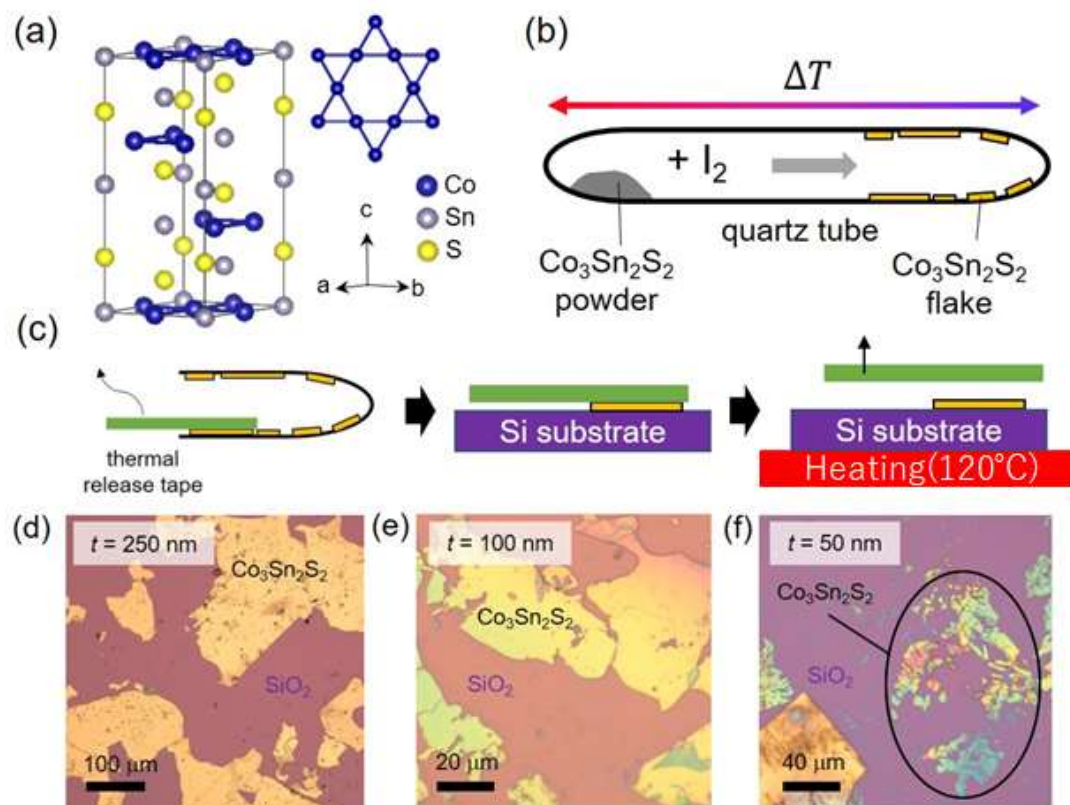 (a)
Co
Sn
S
c
a
b
(b)
ΔT
+ I₂
quartz tube
Co₃Sn₂S₂
powder
Co₃Sn₂S₂
flake
(c)
thermal
release tape
Si substrate
Si substrate
Heating(120°C)
(d)
t = 250 nm
Co₃Sn₂S₂
SiO₂
100 μm
(e)
t = 100 nm
Co₃Sn₂S₂
SiO₂
20 μm
(f)
t = 50 nm
Co₃Sn₂S₂
SiO₂
40 μm